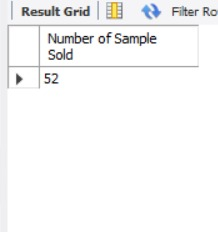 Result Grid Filter Ro
Number of Sample
Sold
52